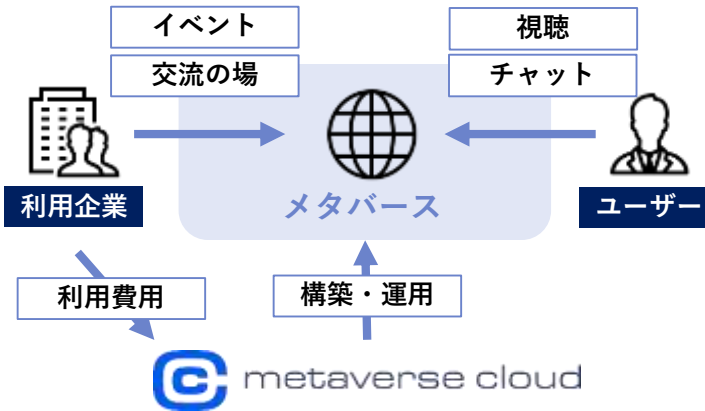 イベント
視聴
交流の場
チャット
利用企業
メタバース
ユーザー
利用費用
構築・運用
metaverse cloud